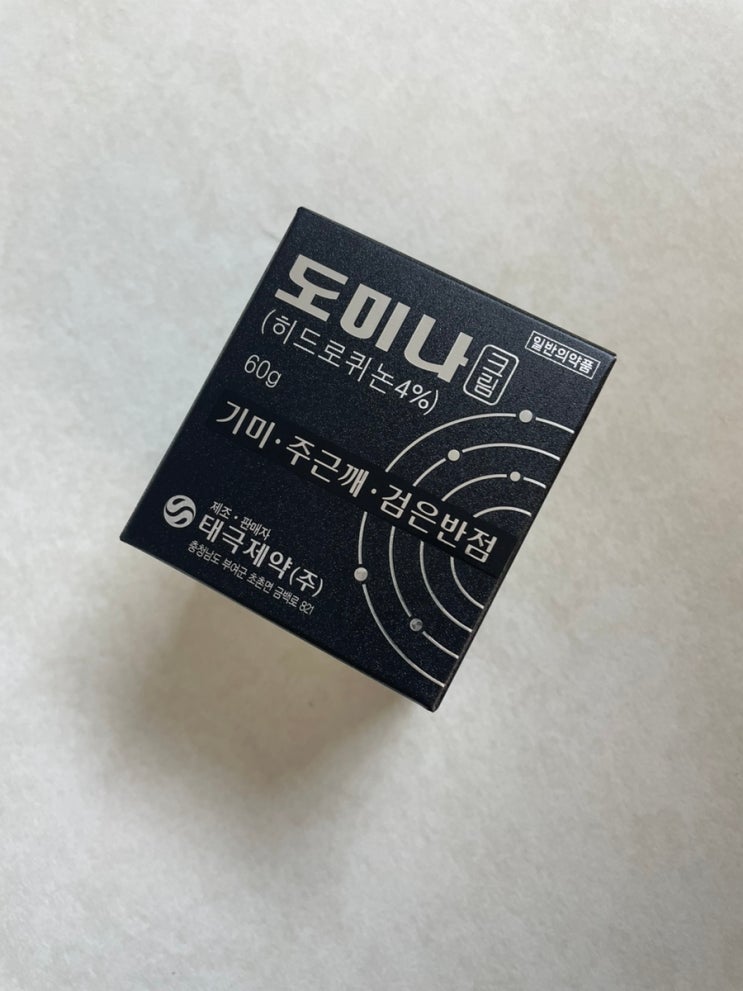 도미나 크림
일반의약품
(히드로퀴논4%)
60g
기미·주근깨·검은반점
제조·판매자
태극제약(주)
충청남도 부여군 초촌면 금백로 821